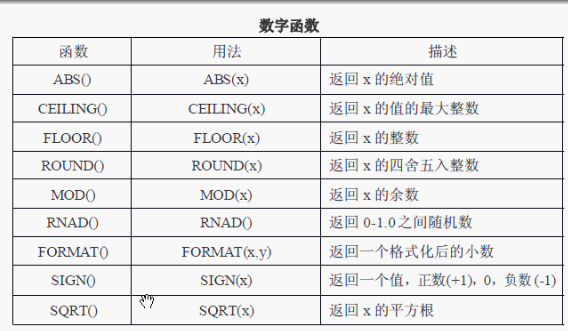 数字函数
函数 用法 描述
ABS() ABS(x) 返回 x 的绝对值
CEILING() CEILING(x) 返回 x 的值的最大整数
FLOOR() FLOOR(x) 返回 x 的整数
ROUND() ROUND(x) 返回 x 的四舍五入整数
MOD() MOD(x) 返回 x 的余数
RNAD() RNAD() 返回 0-1.0 之间随机数
FORMAT() FORMAT(x,y) 返回一个格式化后的小数
SIGN() SIGN(x) 返回一个值，正数(+1)，0，负数(-1)
SQRT() SQRT(x) 返回 x 的平方根